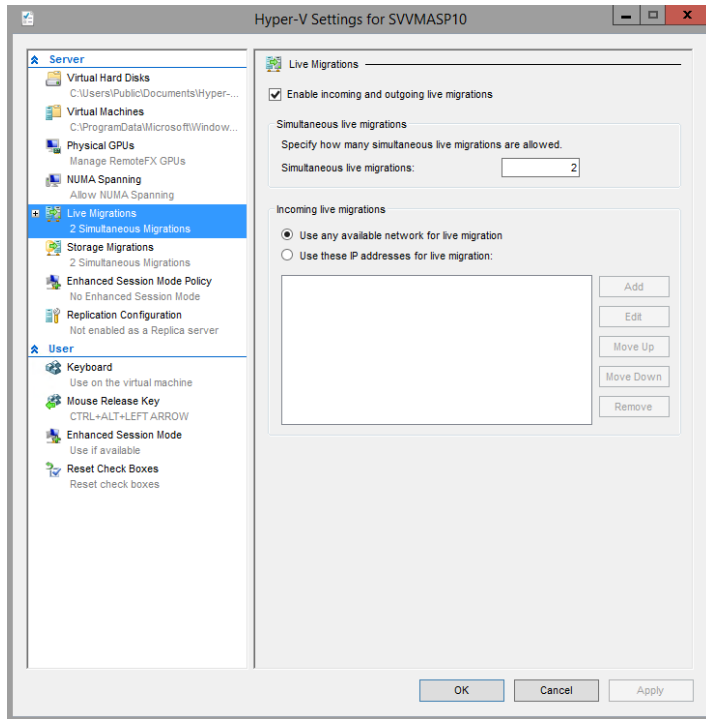 Hyper-V Settings for SVVMASP10
Server
Virtual Hard Disks
C:\Users\Public\Documents\Hyper-...
Virtual Machines
C:\ProgramData\Microsoft\Window...
Physical GPUs
Manage RemoteFX GPUs
NUMA Spanning
Allow NUMA Spanning
Live Migrations
2 Simultaneous Migrations
Storage Migrations
2 Simultaneous Migrations
Enhanced Session Mode Policy
No Enhanced Session Mode
Replication Configuration
Not enabled as a Replica server
User
Keyboard
Use on the virtual machine
Mouse Release Key
CTRL+ALT+LEFT ARROW
Enhanced Session Mode
Use if available
Reset Check Boxes
Reset check boxes
Live Migrations
Enable incoming and outgoing live migrations
Simultaneous live migrations
Specify how many simultaneous live migrations are allowed.
Simultaneous live migrations: 2
Incoming live migrations
Use any available network for live migration
Use these IP addresses for live migration:
Add
Edit
Move Up
Move Down
Remove
OK Cancel Apply